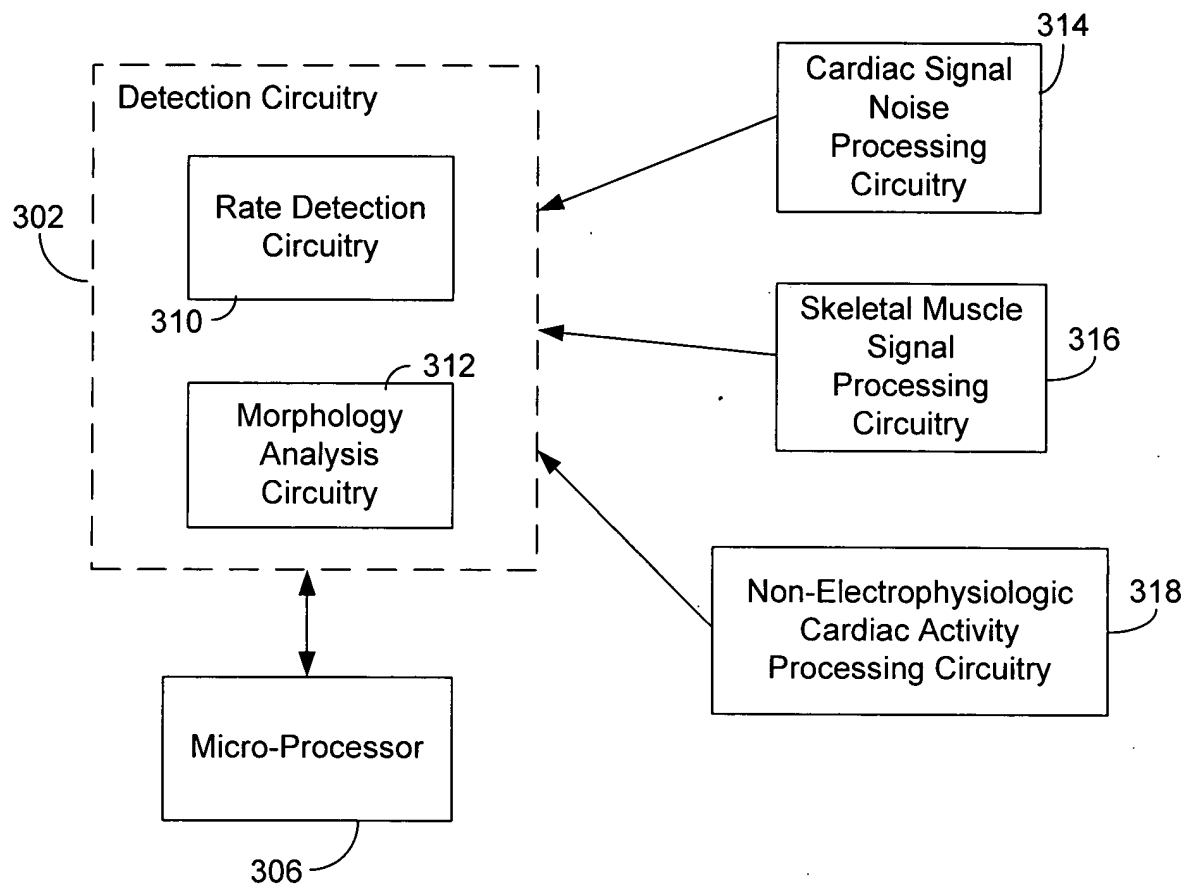 Detection Circuitry
302
Rate Detection
Circuitry
310
312
Morphology
Analysis
Circuitry
Micro-Processor
306
314
Cardiac Signal
Noise
Processing
Circuitry
Skeletal Muscle
Signal
Processing
Circuitry
316
Non-Electrophysiologic
Cardiac Activity
Processing Circuitry
318